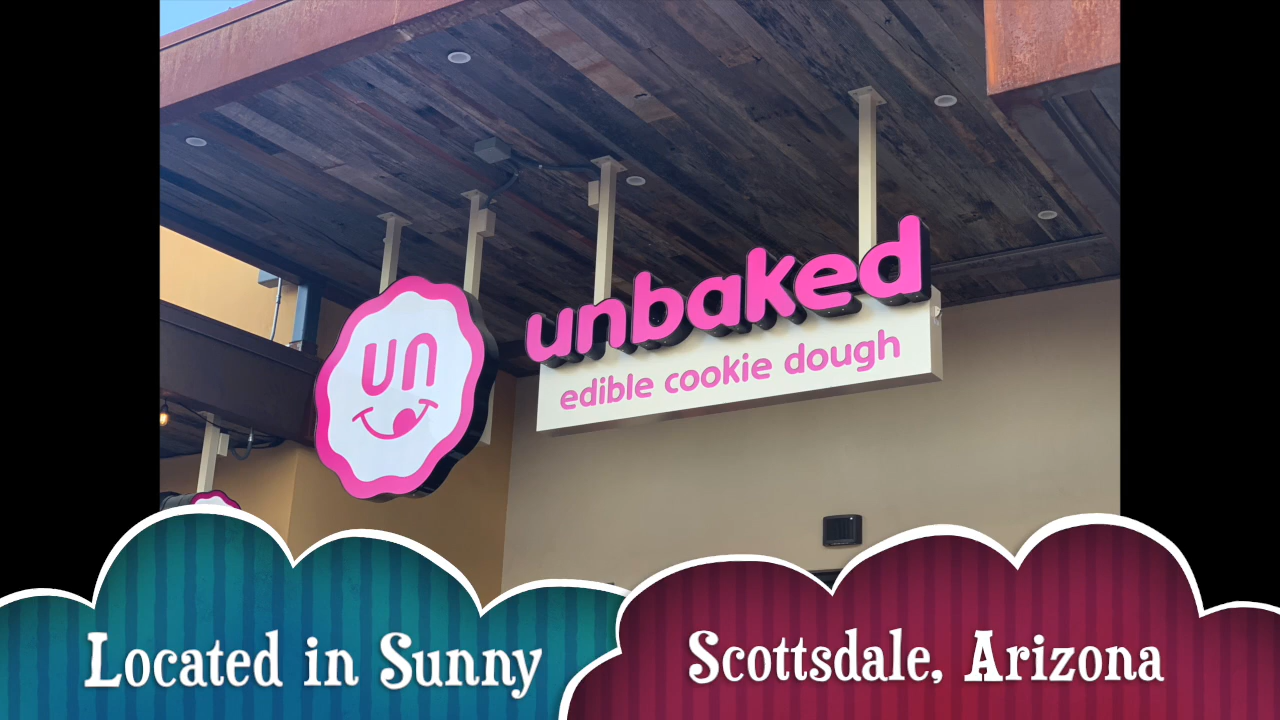 un
unbaked
edible cookie dough
Located in Sunny
Scottsdale, Arizona